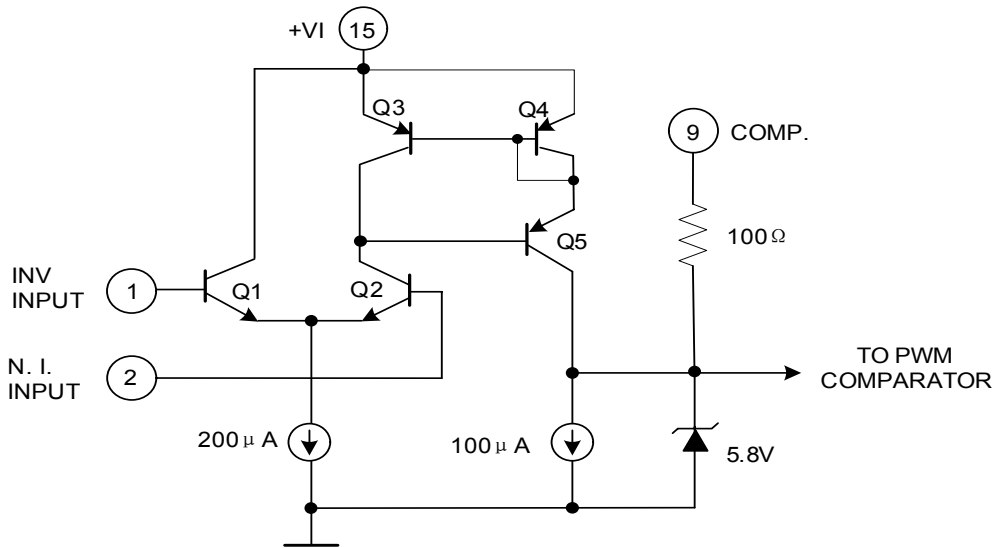 +VI
15
Q3
Q4
9
COMP.
100Ω
Q5
INV
INPUT
1
Q1
Q2
N. I.
INPUT
2
TO PWM
COMPARATOR
200μA
100μA
5.8V